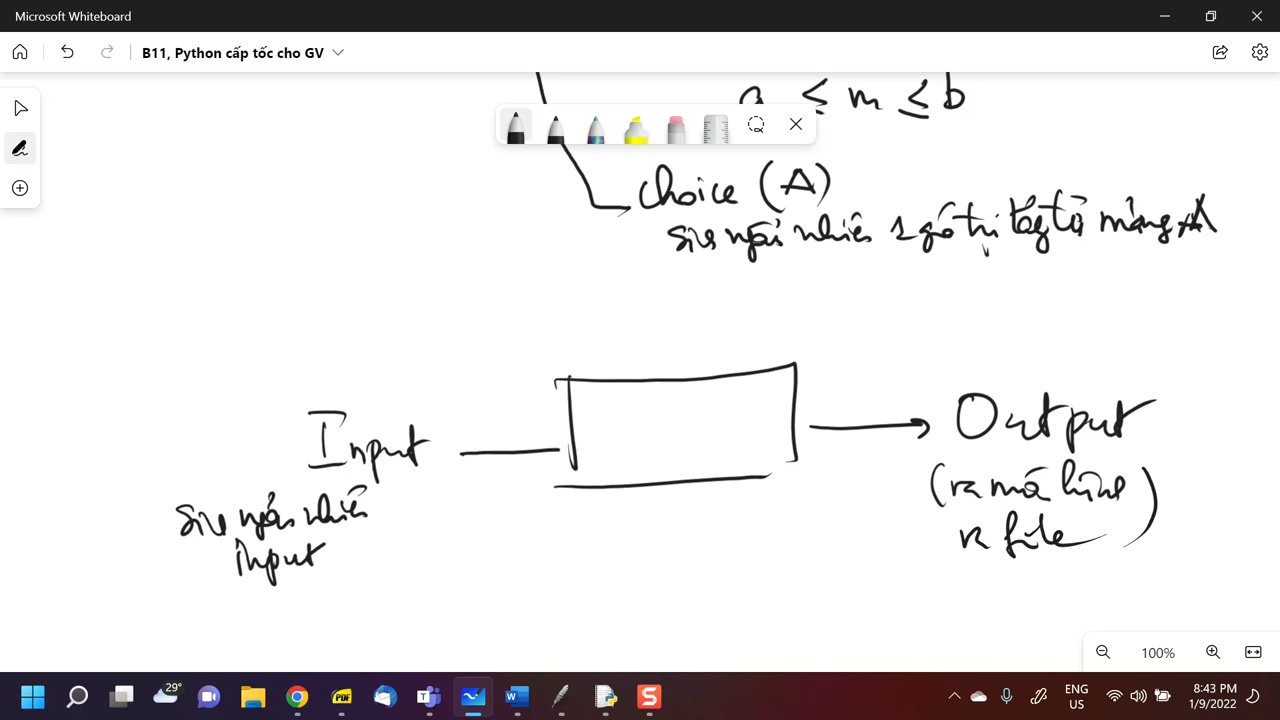 Microsoft Whiteboard
B11, Python cấp tốc cho GV
a ≤ m ≤ b
choice (A)
sinh ngẫu nhiên 1 giá trị từ mảng A
Input
Output
sinh ngẫu nhiên
input
(ra màn hình
ra file)
100%
29°
PDF
ENG
US
8:43 PM
1/9/2022